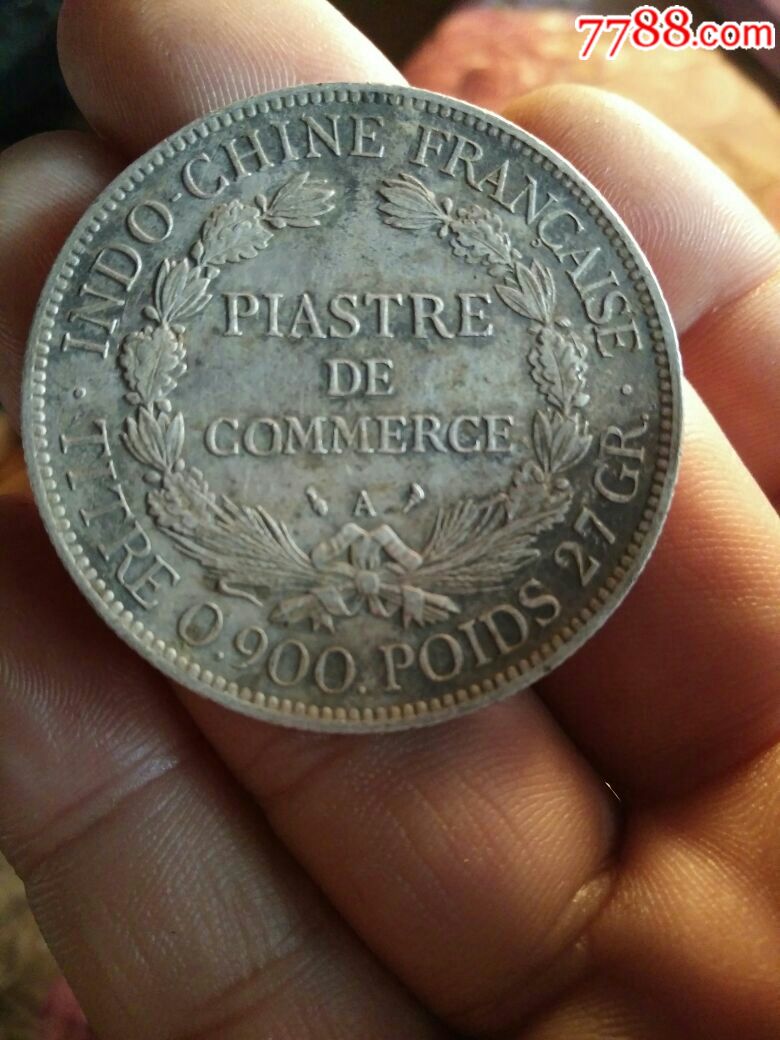 7788.com
· INDO-CHINE FRANÇAISE ·
PIASTRE
DE
COMMERCE
A
TITRE 0.900. POIDS 27 GR.